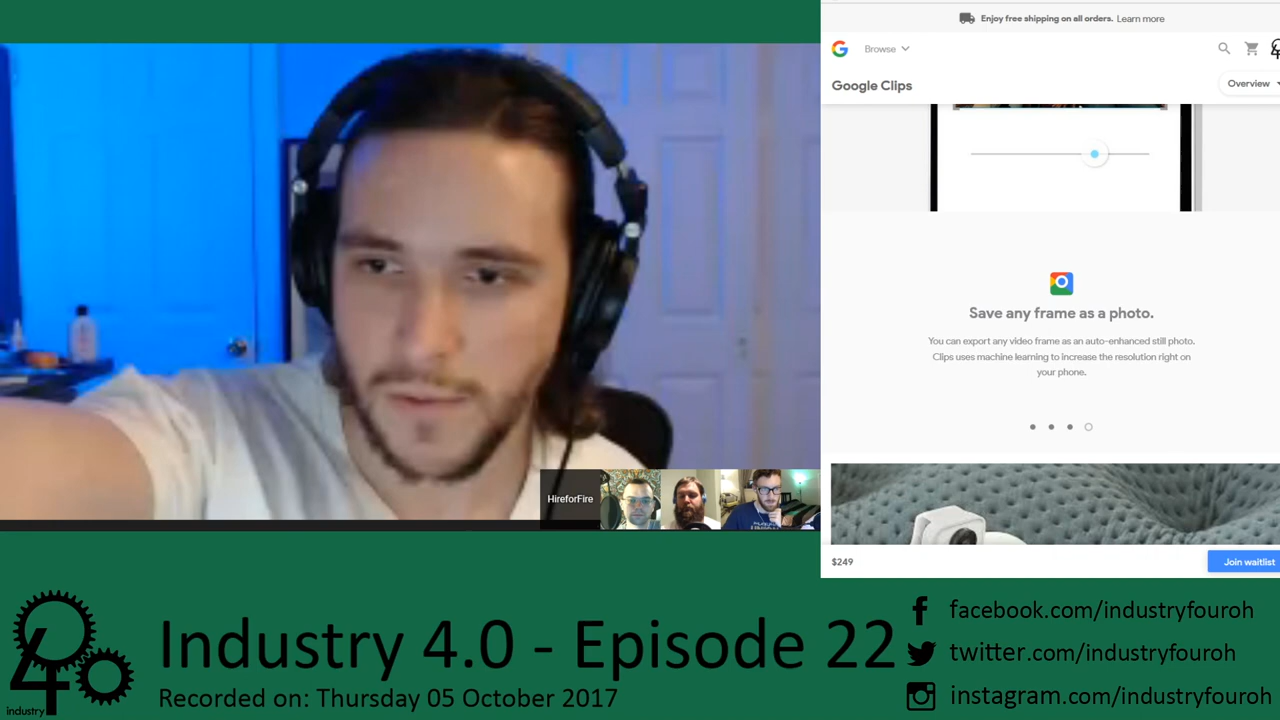 Enjoy free shipping on all orders. Learn more
Browse
Google Clips
Overview
Save any frame as a photo.
You can export any video frame as an auto-enhanced still photo.
Clips uses machine learning to increase the resolution right on
your phone.
$249
Join waitlist
HireforFire
Industry 4.0 - Episode 22
Recorded on: Thursday 05 October 2017
facebook.com/industryfouroh
twitter.com/industryfouroh
instagram.com/industryfouroh
40
industry